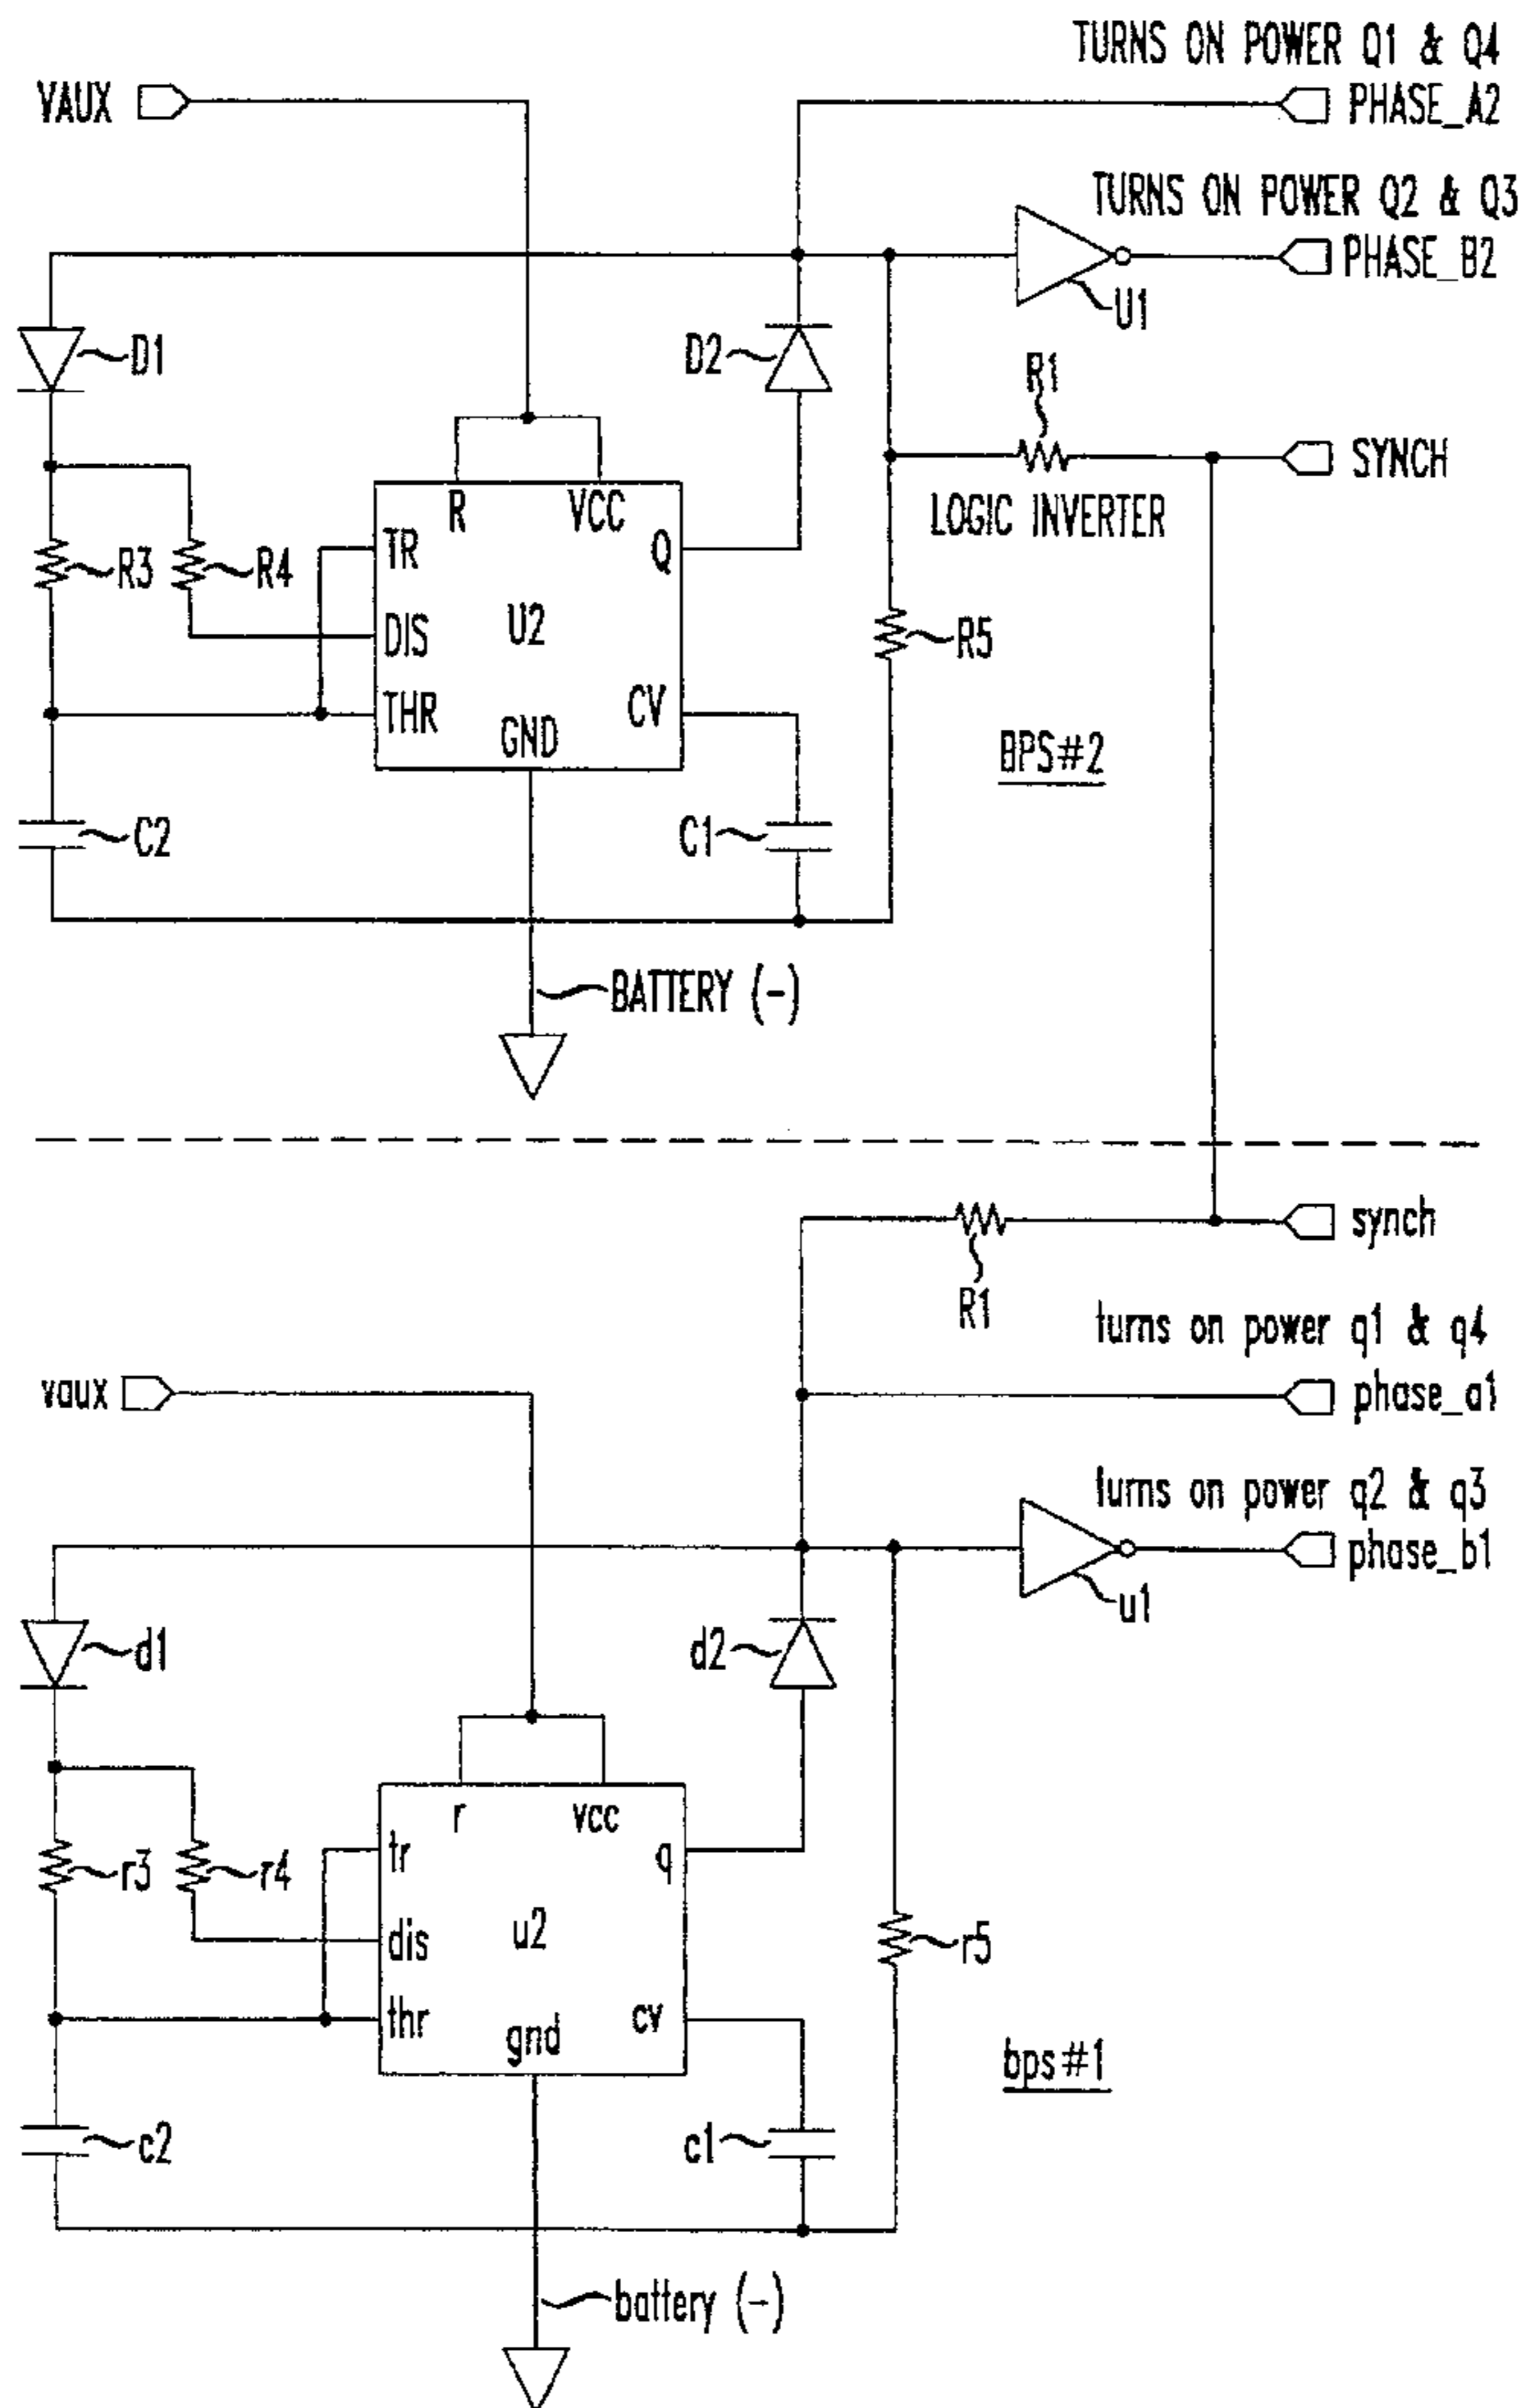 TURNS ON POWER Q1 & Q4
VAUX
PHASE_A2
TURNS ON POWER Q2 & Q3
PHASE_B2
U1
D1
D2
R1
SYNCH
LOGIC INVERTER
R
VCC
TR
Q
R3
R4
DIS
U2
R5
THR
CV
GND
BPS#2
C2
C1
BATTERY (-)
synch
R1
turns on power q1 & q4
vaux
phase_a1
turns on power q2 & q3
phase_b1
u1
d1
d2
r
vcc
tr
q
r3
r4
dis
u2
r5
thr
cv
gnd
bps#1
c2
c1
battery (-)